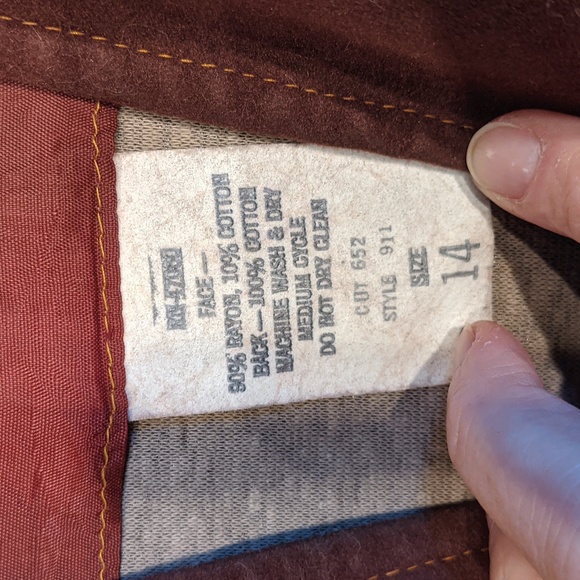 FACE—
90% RAYON, 10% COTTON
BACK—100% COTTON
MACHINE WASH & DRY
MEDIUM CYCLE
DO NOT DRY CLEAN
CUT 652
STYLE 911
SIZE
14